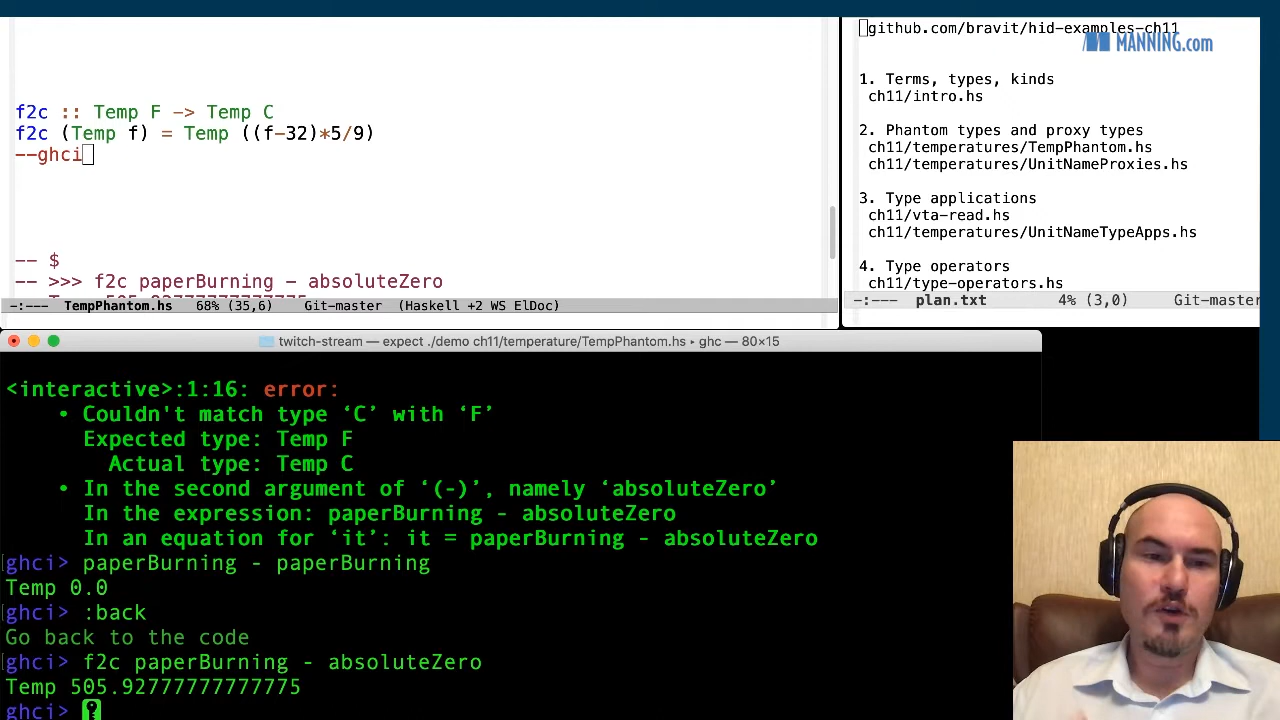 f2c :: Temp F -> Temp C
f2c (Temp f) = Temp ((f-32)*5/9)
--ghci
-- $
-- >>> f2c paperBurning - absoluteZero
-:--- TempPhantom.hs 68% (35,6) Git-master (Haskell +2 WS ElDoc)
github.com/bravit/hid-examples-ch11
MANNING.com
1. Terms, types, kinds
ch11/intro.hs
2. Phantom types and proxy types
ch11/temperatures/TempPhantom.hs
ch11/temperatures/UnitNameProxies.hs
3. Type applications
ch11/vta-read.hs
ch11/temperatures/UnitNameTypeApps.hs
4. Type operators
ch11/type-operators.hs
-:--- plan.txt 4% (3,0) Git-master
twitch-stream — expect ./demo ch11/temperature/TempPhantom.hs ▸ ghc — 80×15
<interactive>:1:16: error:
• Couldn't match type ‘C’ with ‘F’
Expected type: Temp F
Actual type: Temp C
• In the second argument of ‘(-)’, namely ‘absoluteZero’
In the expression: paperBurning - absoluteZero
In an equation for ‘it’: it = paperBurning - absoluteZero
ghci> paperBurning - paperBurning
Temp 0.0
ghci> :back
Go back to the code
ghci> f2c paperBurning - absoluteZero
Temp 505.92777777777775
ghci>